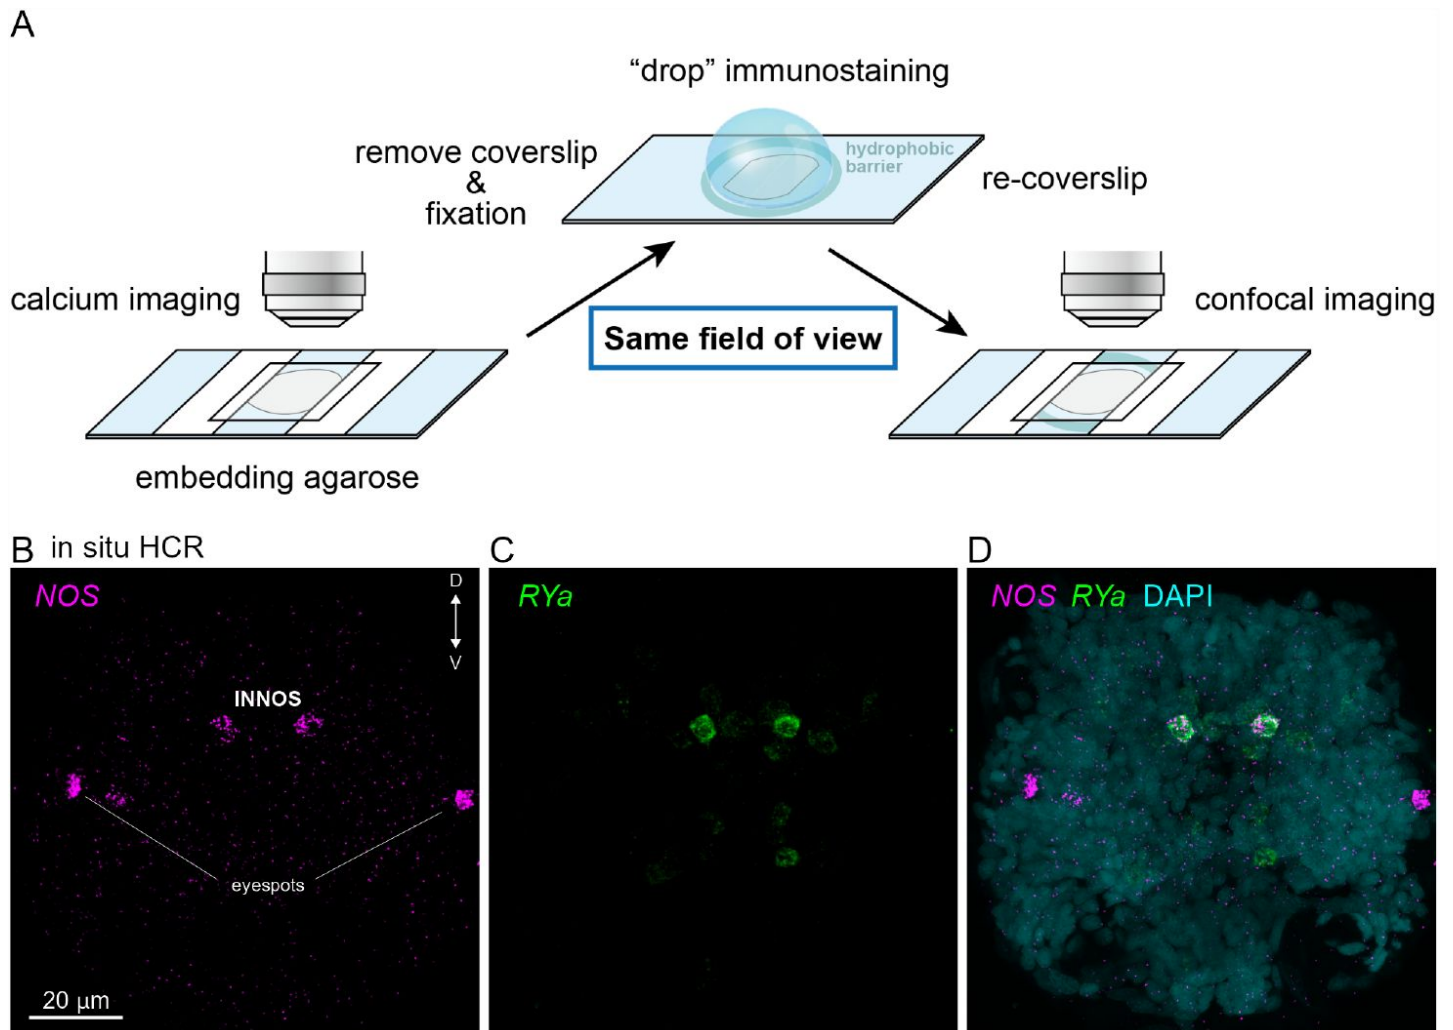 A
“drop” immunostaining
remove coverslip
&
fixation
hydrophobic
barrier
re-coverslip
calcium imaging
Same field of view
confocal imaging
embedding agarose
B in situ HCR
C
D
NOS
D
V
INNOS
eyespots
20 µm
RYa
NOS RYa DAPI